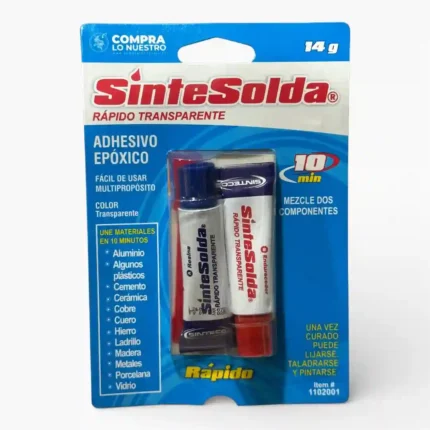 COMPRA
LO NUESTRO
14 g
SinteSolda®
RÁPIDO TRANSPARENTE
ADHESIVO
EPÓXICO
FÁCIL DE USAR
MULTIPROPÓSITO
COLOR
Transparente
10
min
MEZCLE DOS
COMPONENTES
UNE MATERIALES
EN 10 MINUTOS
• Aluminio
• Algunos
plásticos
• Cemento
• Cerámica
• Cobre
• Cuero
• Hierro
• Ladrillo
• Madera
• Metales
• Porcelana
• Vidrio
Resina
SinteSolda
RÁPIDO TRANSPARENTE
SINTECO
SINTECO
Endurecedor
SinteSolda
RÁPIDO TRANSPARENTE
Rápido
UNA VEZ
CURADO
PUEDE
LIJARSE,
TALADRARSE
Y PINTARSE
Item #
1102001